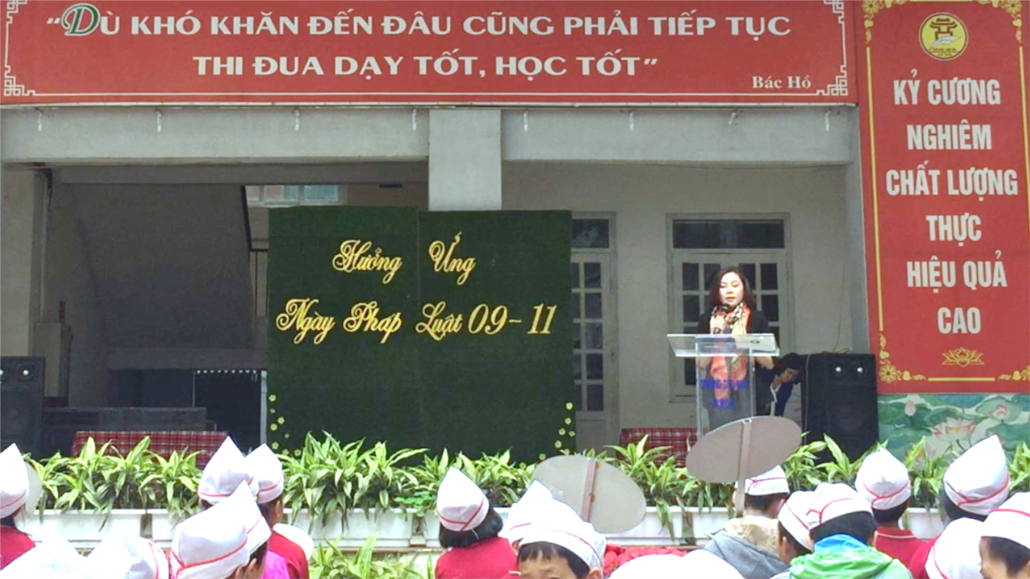 “DÙ KHÓ KHĂN ĐẾN ĐÂU CŨNG PHẢI TIẾP TỤC
THI ĐUA DẠY TỐT, HỌC TỐT”
Bác Hồ
KỶ CƯƠNG
NGHIÊM
CHẤT LƯỢNG
THỰC
HIỆU QUẢ
CAO
Hưởng Ứng
Ngày Pháp Luật 09-11